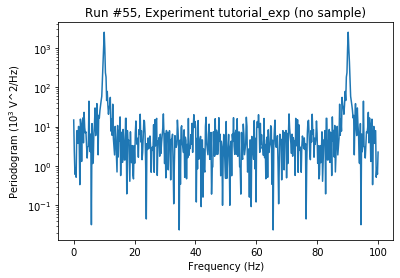 Run #55, Experiment tutorial_exp (no sample)
Periodogram (10³ V^2/Hz)
10³
10²
10¹
10⁰
10⁻¹
0 20 40 60 80 100
Frequency (Hz)